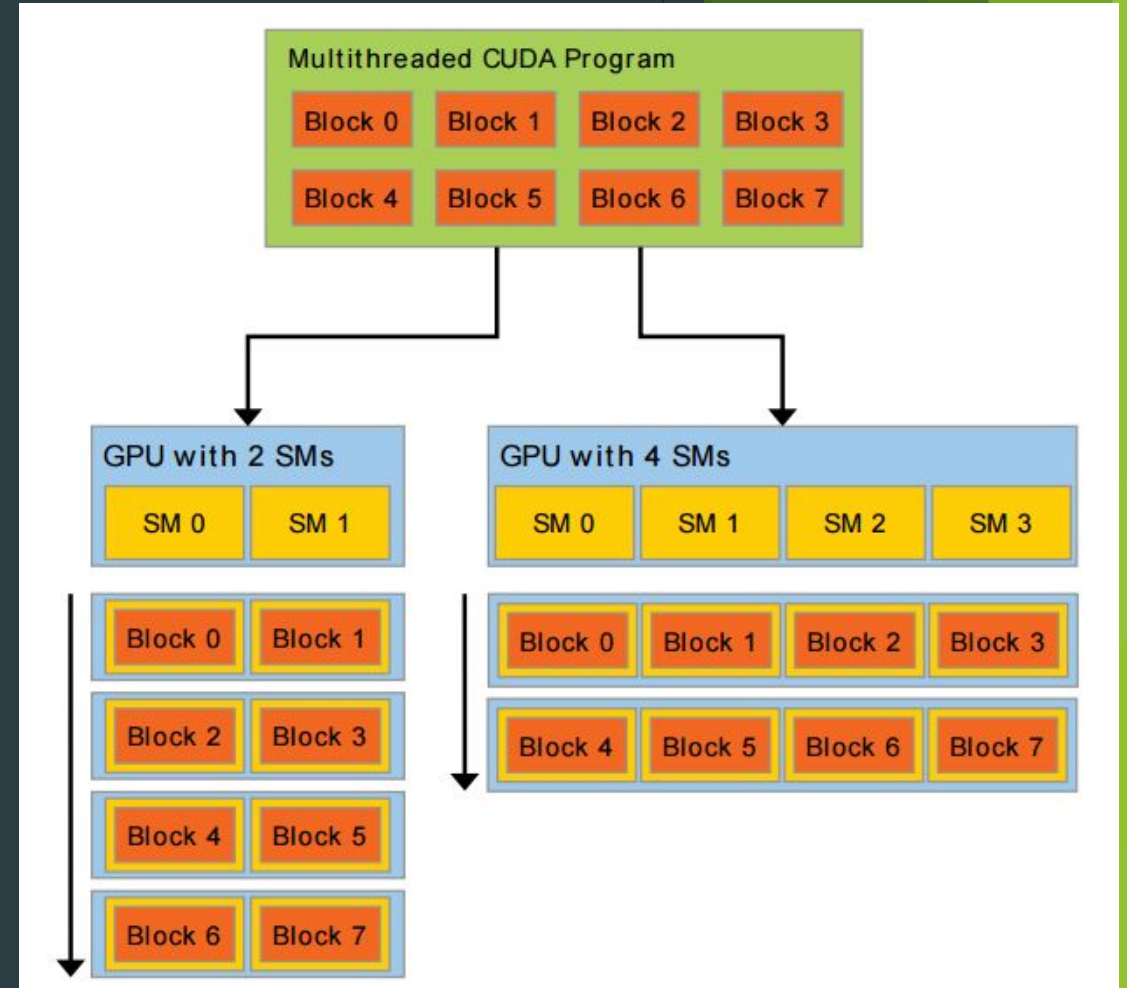 Multithreaded CUDA Program
Block 0 Block 1 Block 2 Block 3
Block 4 Block 5 Block 6 Block 7
GPU with 2 SMs
SM 0 SM 1
Block 0 Block 1
Block 2 Block 3
Block 4 Block 5
Block 6 Block 7
GPU with 4 SMs
SM 0 SM 1 SM 2 SM 3
Block 0 Block 1 Block 2 Block 3
Block 4 Block 5 Block 6 Block 7